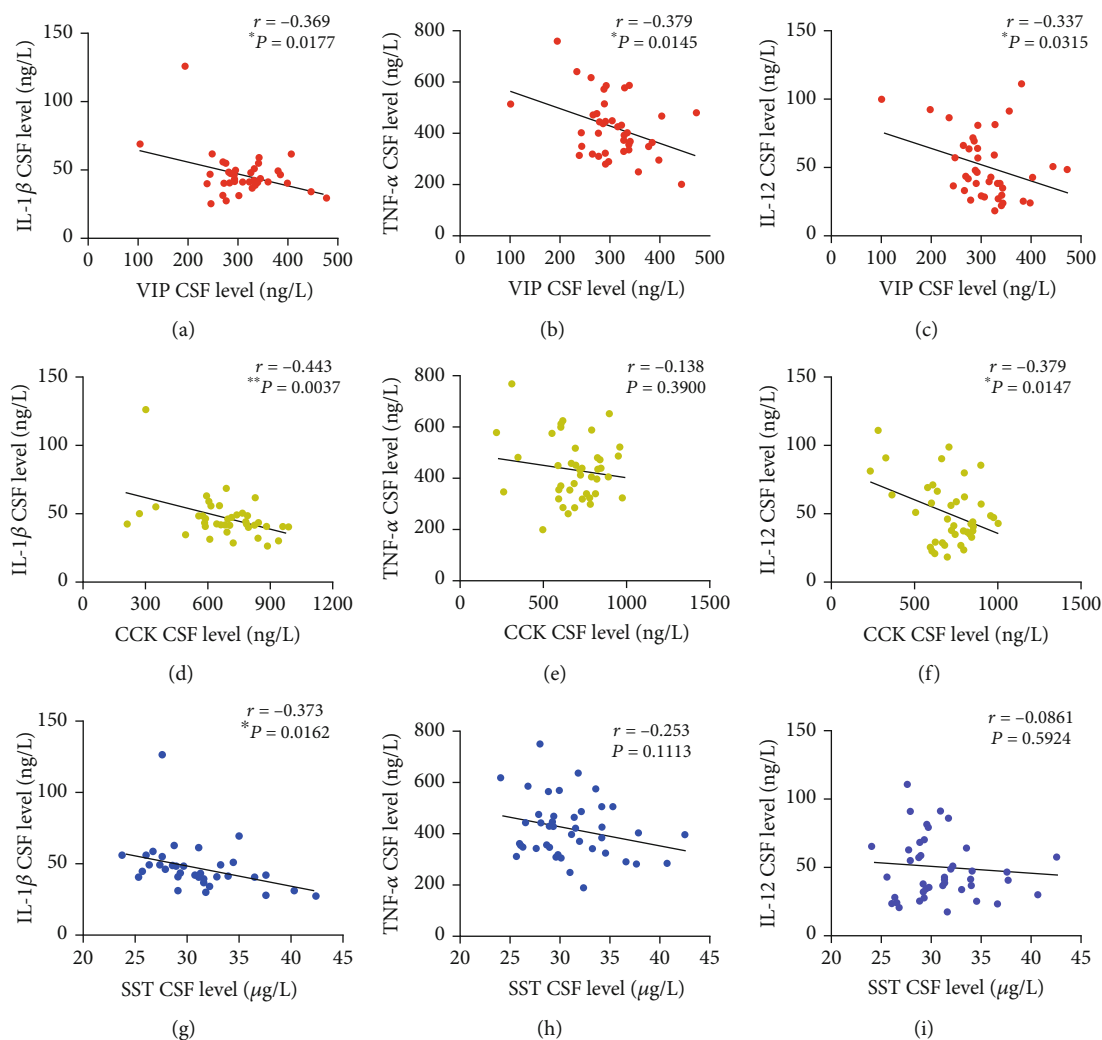 r = –0.369
*P = 0.0177
IL-1β CSF level (ng/L)
150
100
50
0
0 100 200 300 400 500
VIP CSF level (ng/L)
(a)
r = –0.379
*P = 0.0145
TNF-α CSF level (ng/L)
800
600
400
200
0
0 100 200 300 400 500
VIP CSF level (ng/L)
(b)
r = –0.337
*P = 0.0315
IL-12 CSF level (ng/L)
150
100
50
0
0 100 200 300 400 500
VIP CSF level (ng/L)
(c)
r = –0.443
**P = 0.0037
IL-1β CSF level (ng/L)
150
100
50
0
0 300 600 900 1200
CCK CSF level (ng/L)
(d)
r = –0.138
P = 0.3900
TNF-α CSF level (ng/L)
800
600
400
200
0
0 500 1000 1500
CCK CSF level (ng/L)
(e)
r = –0.379
*P = 0.0147
IL-12 CSF level (ng/L)
150
100
50
0
0 500 1000 1500
CCK CSF level (ng/L)
(f)
r = –0.373
*P = 0.0162
IL-1β CSF level (ng/L)
150
100
50
0
20 25 30 35 40 45
SST CSF level (μg/L)
(g)
r = –0.253
P = 0.1113
TNF-α CSF level (ng/L)
800
600
400
200
0
20 25 30 35 40 45
SST CSF level (μg/L)
(h)
r = –0.0861
P = 0.5924
IL-12 CSF level (ng/L)
150
100
50
0
20 25 30 35 40 45
SST CSF level (μg/L)
(i)